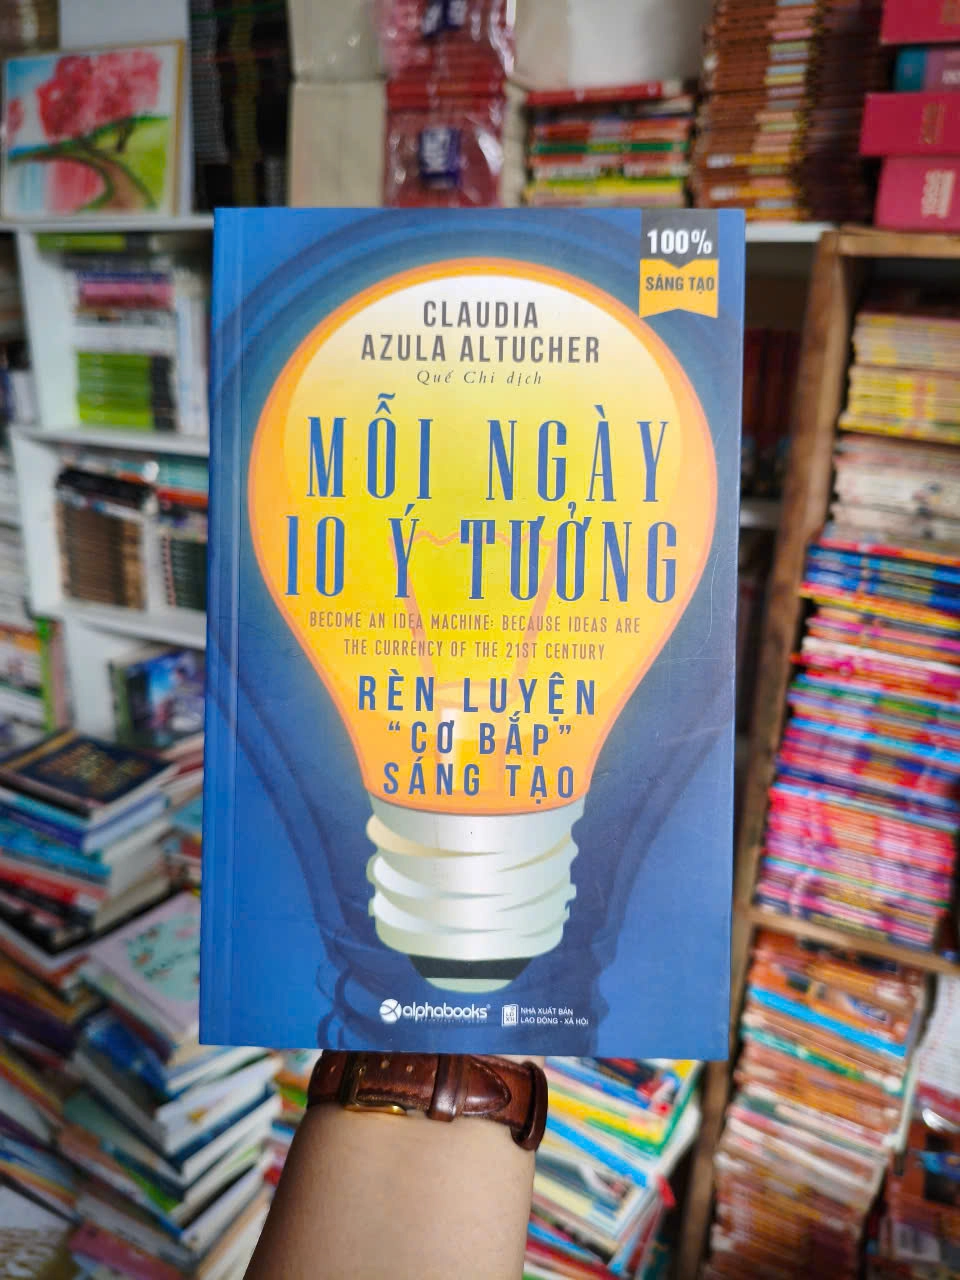 100%
SÁNG TẠO
CLAUDIA
AZULA ALTUCHER
Quế Chi dịch
MỖI NGÀY
10 Ý TƯỞNG
BECOME AN IDEA MACHINE: BECAUSE IDEAS ARE
THE CURRENCY OF THE 21ST CENTURY
RÈN LUYỆN
“CƠ BẮP”
SÁNG TẠO
alphabooks®
NHÀ XUẤT BẢN
LAO ĐỘNG - XÃ HỘI